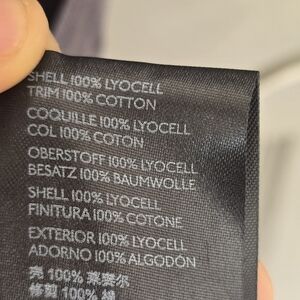 SHELL 100% LYOCELL
TRIM 100% COTTON
COQUILLE 100% LYOCELL
COL 100% COTON
OBERSTOFF 100% LYOCELL
BESATZ 100% BAUMWOLLE
SHELL 100% LYOCELL
FINITURA 100% COTONE
EXTERIOR 100% LYOCELL
ADORNO 100% ALGODÓN
壳 100% 莱赛尔
修剪 100% 棉